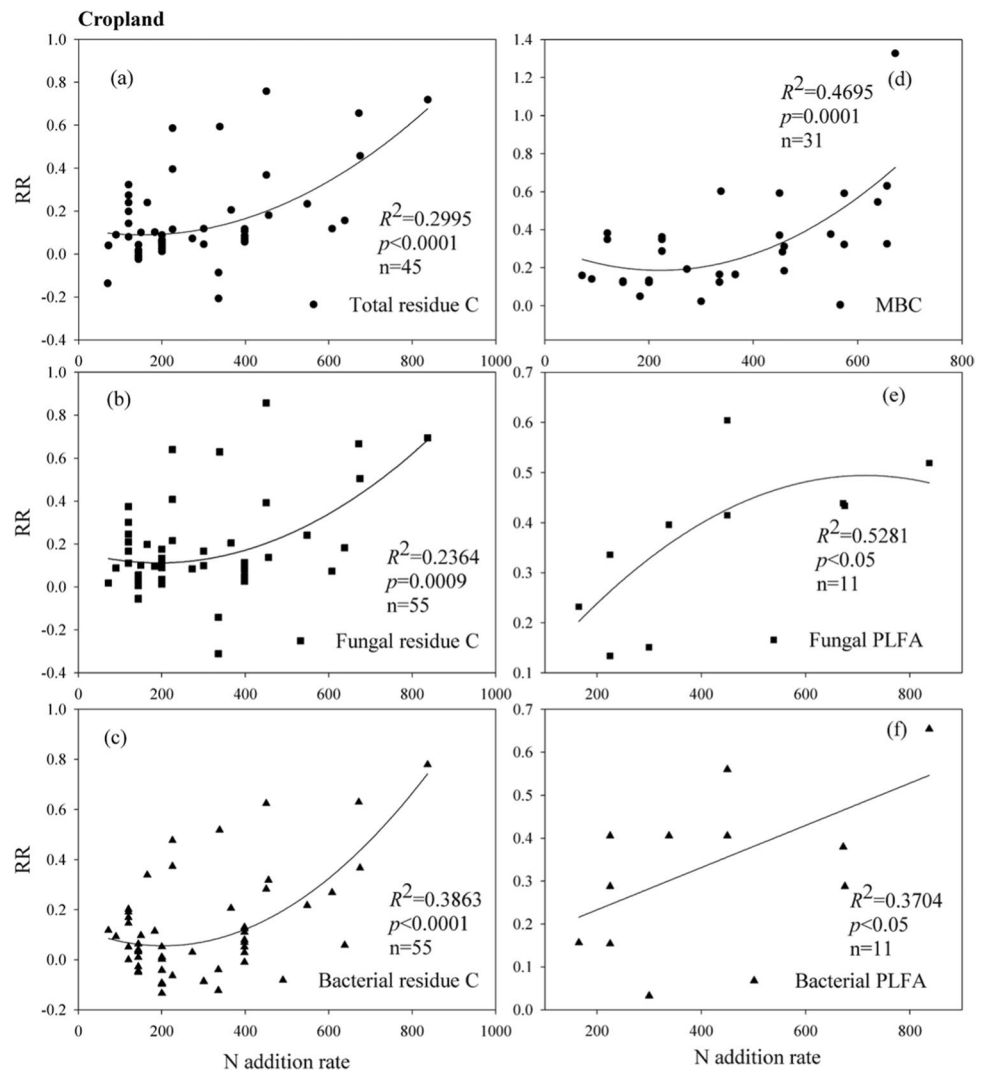 Cropland
(a)
RR
1.0
0.8
0.6
0.4
0.2
0.0
-0.2
-0.4
R2=0.2995
p<0.0001
n=45
Total residue C
0 200 400 600 800 1000
(d)
1.4
1.2
1.0
0.8
0.6
0.4
0.2
0.0
R2=0.4695
p=0.0001
n=31
MBC
0 200 400 600 800
(b)
RR
1.0
0.8
0.6
0.4
0.2
0.0
-0.2
-0.4
R2=0.2364
p=0.0009
n=55
Fungal residue C
0 200 400 600 800 1000
(e)
0.7
0.6
0.5
0.4
0.3
0.2
0.1
R2=0.5281
p<0.05
n=11
Fungal PLFA
200 400 600 800
(c)
RR
0.8
0.6
0.4
0.2
0.0
-0.2
R2=0.3863
p<0.0001
n=55
Bacterial residue C
0 200 400 600 800 1000
N addition rate
(f)
0.7
0.6
0.5
0.4
0.3
0.2
0.1
0.0
R2=0.3704
p<0.05
n=11
Bacterial PLFA
200 400 600 800
N addition rate